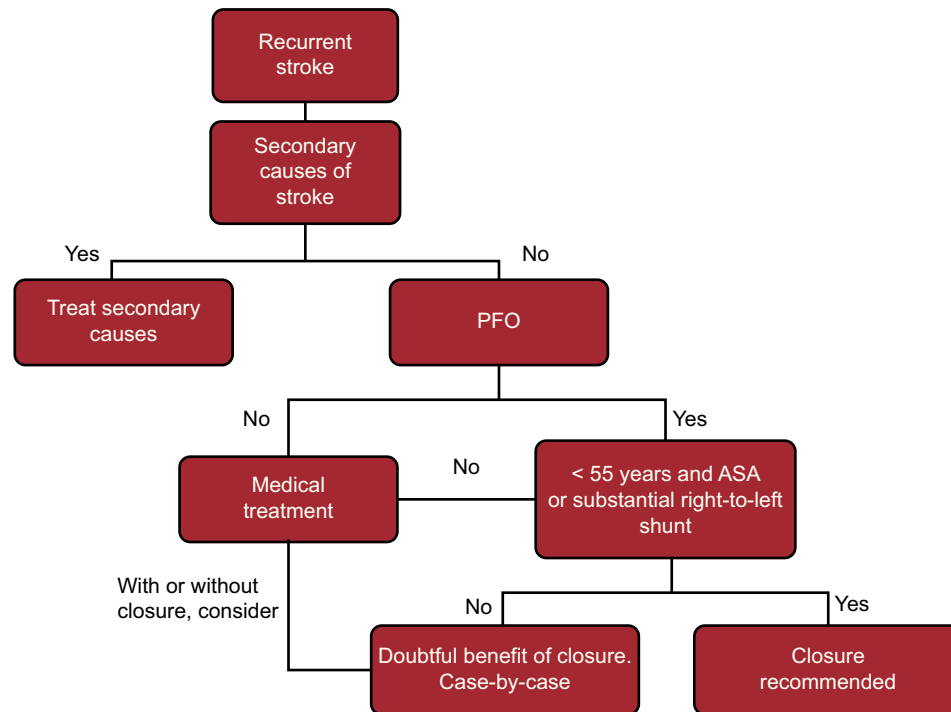 Recurrent
stroke
Secondary
causes of
stroke
Yes
No
Treat secondary
causes
PFO
No
Yes
Medical
treatment
No
< 55 years and ASA
or substantial right-to-left
shunt
With or without
closure, consider
No
Yes
Doubtful benefit of closure.
Case-by-case
Closure
recommended